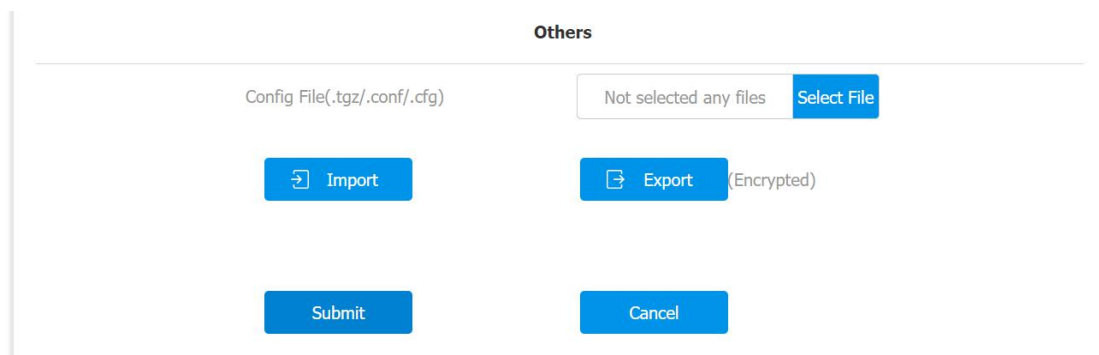 Others
Config File(.tgz/.conf/.cfg) Not selected any files Select File
Import Export (Encrypted)
Submit Cancel